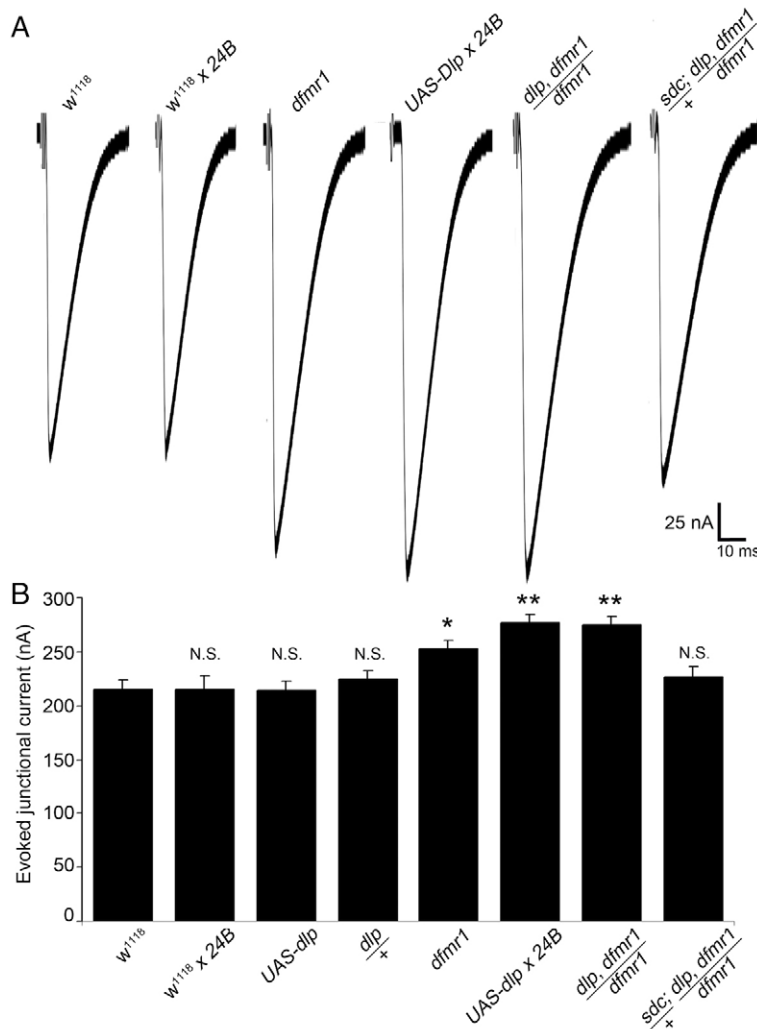 A
w1118
w1118 x 24B
dfmr1
UAS-Dlp x 24B
dlp, dfmr1
dfmr1
sdc; dlp, dfmr1
+ dfmr1
25 nA
10 ms
B
Evoked junctional current (nA)
300
250
200
150
100
50
0
N.S.
N.S.
N.S.
*
**
**
N.S.
w1118
w1118 x 24B
UAS-dlp
dlp
+
dfmr1
UAS-dlp x 24B
dlp, dfmr1
dfmr1
sdc; dlp, dfmr1
+ dfmr1